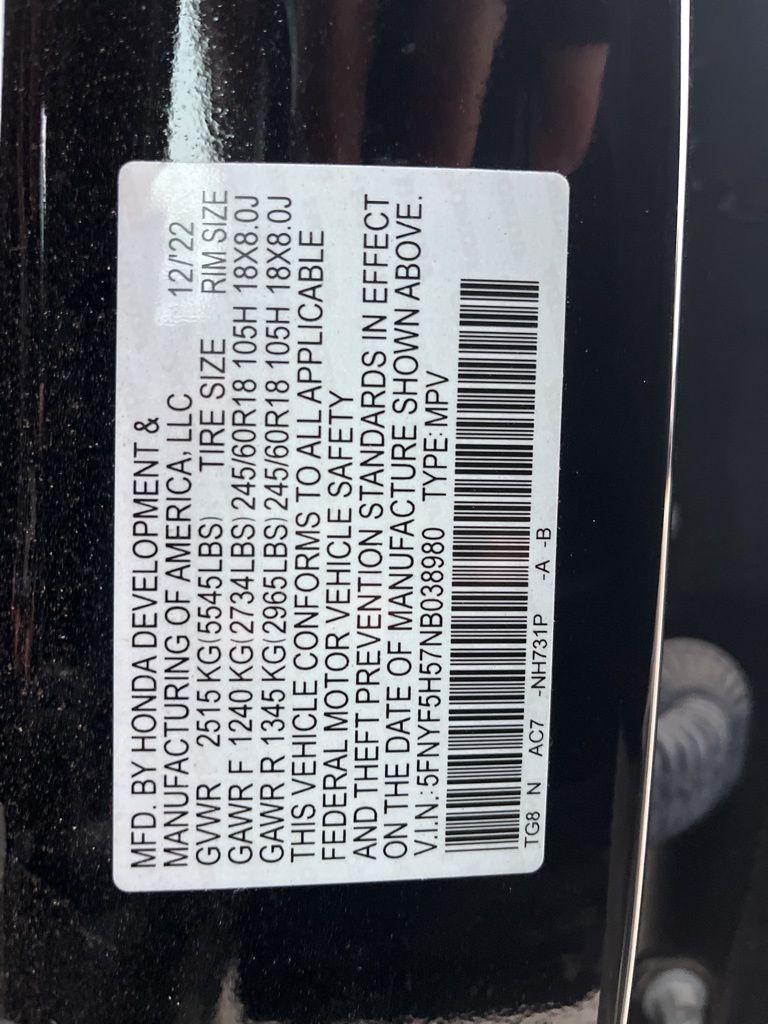 MFD. BY HONDA DEVELOPMENT &
MANUFACTURING OF AMERICA, LLC 12/'22
GVWR 2515 KG(5545LBS) TIRE SIZE RIM SIZE
GAWR F 1240 KG(2734LBS) 245/60R18 105H 18X8.0J
GAWR R 1345 KG(2965LBS) 245/60R18 105H 18X8.0J
THIS VEHICLE CONFORMS TO ALL APPLICABLE
FEDERAL MOTOR VEHICLE SAFETY
AND THEFT PREVENTION STANDARDS IN EFFECT
ON THE DATE OF MANUFACTURE SHOWN ABOVE.
V.I.N.: 5FNYF5H57NB038980 TYPE: MPV
TG8 N AC7 -NH731P -A -B